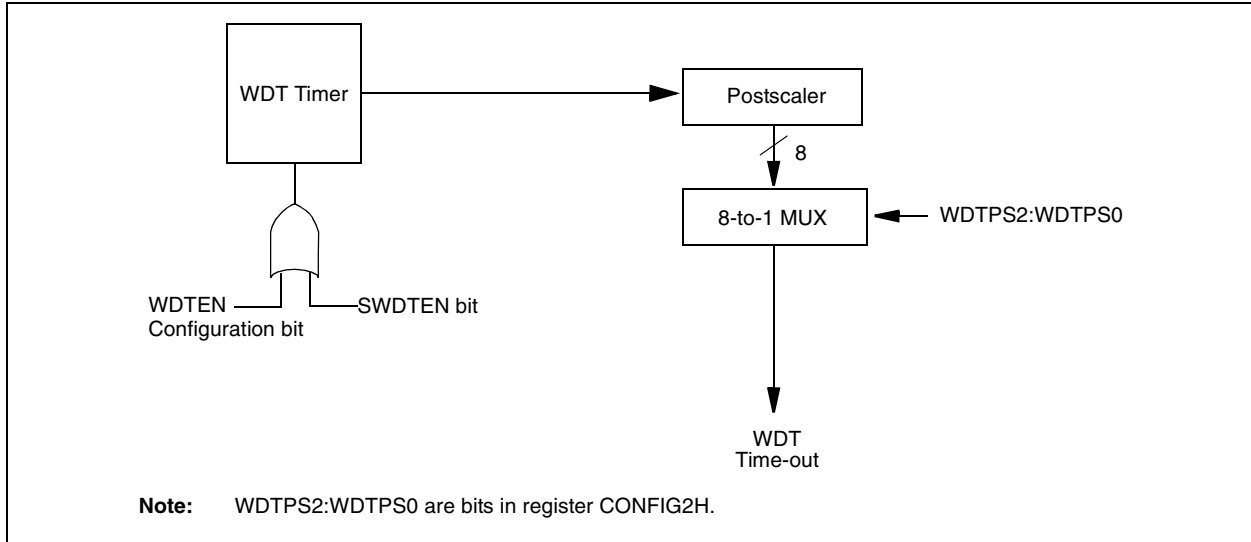 WDT Timer
Postscaler
8
8-to-1 MUX
WDTPS2:WDTPS0
WDTEN
Configuration bit
SWDTEN bit
WDT
Time-out
Note: WDTPS2:WDTPS0 are bits in register CONFIG2H.